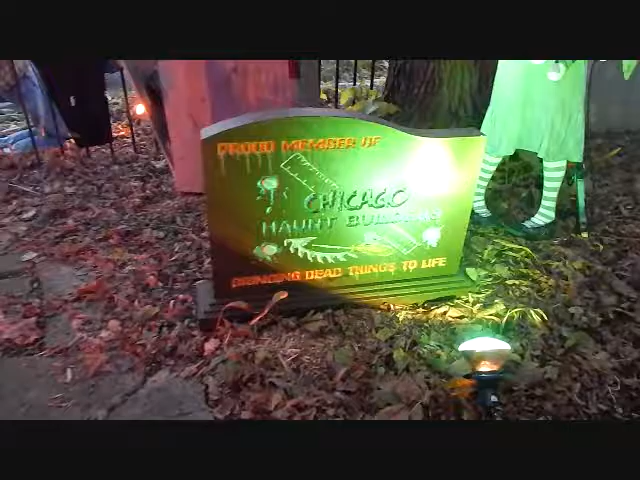 PROUD MEMBER OF
CHICAGO
HAUNT BUILDERS
BRINGING DEAD THINGS TO LIFE